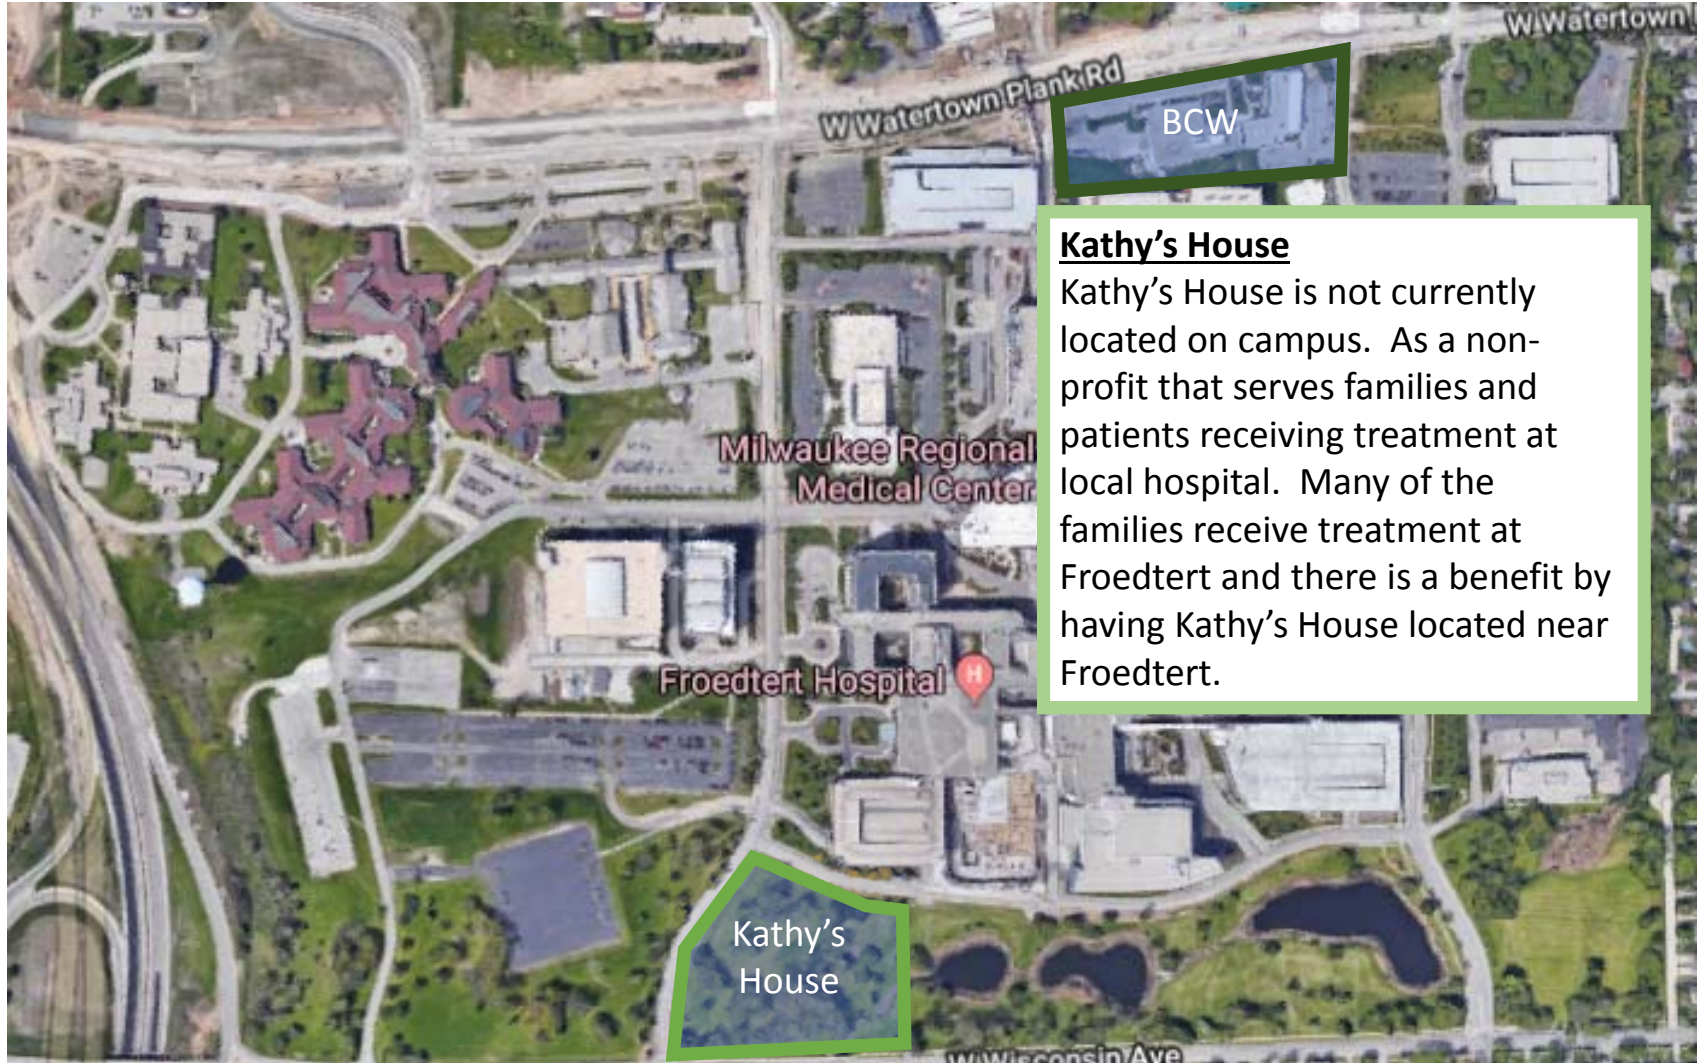 W Watertown
W Watertown Plank Rd
BCW
Kathy’s House
Kathy’s House is not currently
located on campus.  As a non-
profit that serves families and
patients receiving treatment at
local hospital.  Many of the
families receive treatment at
Froedtert and there is a benefit by
having Kathy’s House located near
Froedtert.
Milwaukee Regional
Medical Center
Froedtert Hospital
H
Kathy’s
House
W Wisconsin Ave